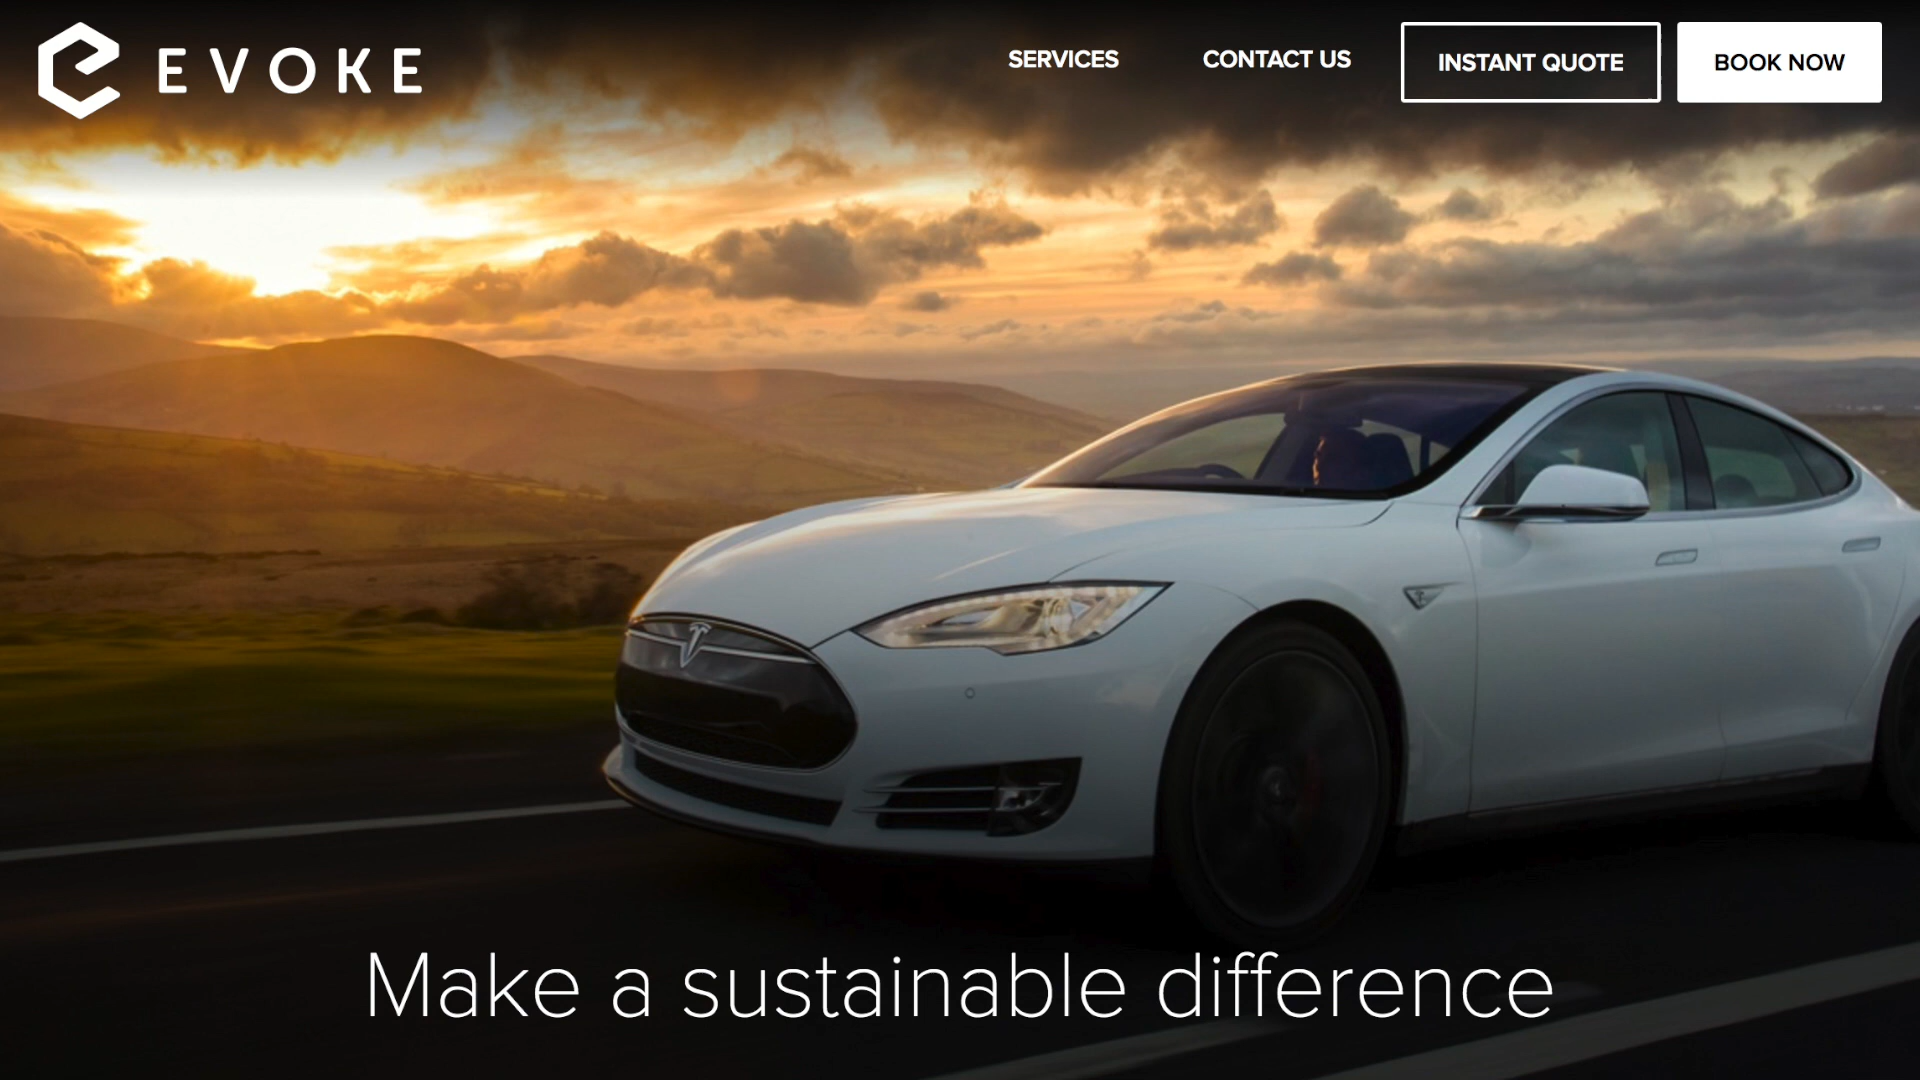 EVOKE
SERVICES
CONTACT US
INSTANT QUOTE
BOOK NOW
Make a sustainable difference